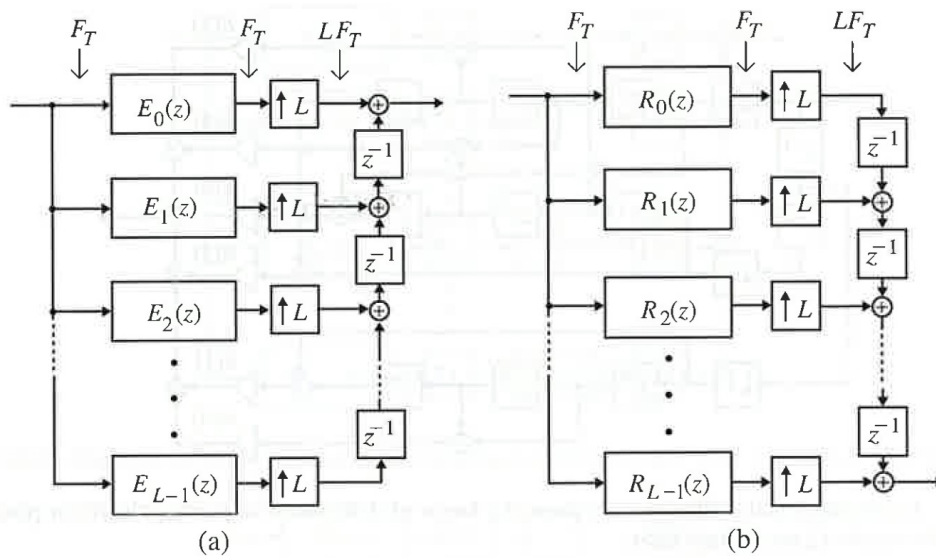 F_T F_T LF_T
E_0(z) ↑ L
z^{-1}
E_1(z) ↑ L
z^{-1}
E_2(z) ↑ L
z^{-1}
E_{L-1}(z) ↑ L
(a)
F_T F_T LF_T
R_0(z) ↑ L
z^{-1}
R_1(z) ↑ L
z^{-1}
R_2(z) ↑ L
z^{-1}
R_{L-1}(z) ↑ L
(b)